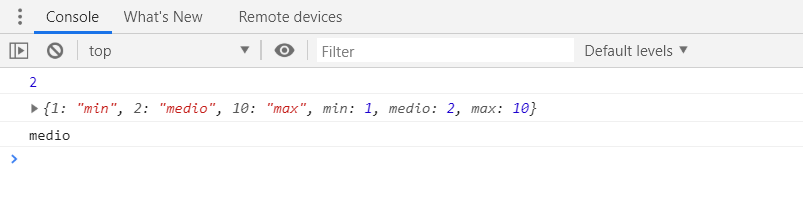 Console What's New Remote devices
top Filter Default levels
2
{1: "min", 2: "medio", 10: "max", min: 1, medio: 2, max: 10}
medio